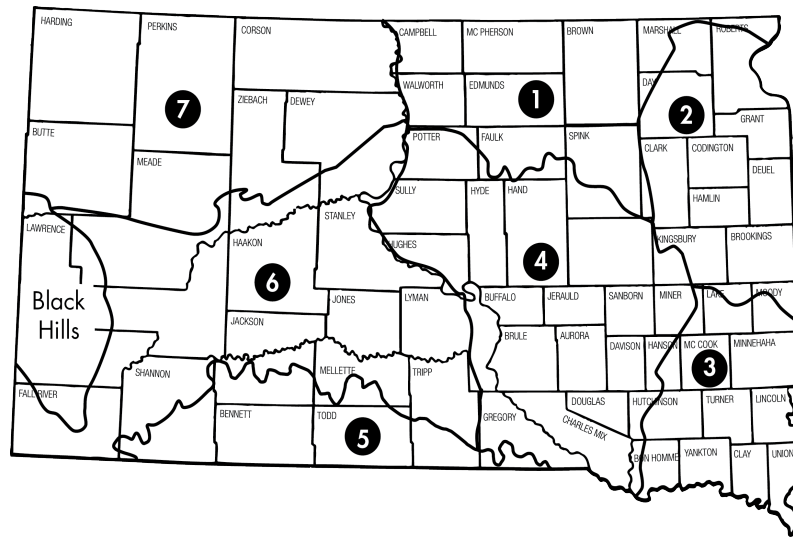 HARDING
PERKINS
CORSON
CAMPBELL
MC PHERSON
BROWN
MARSHALL
ROBERTS
WALWORTH
EDMUNDS
DAY
1
2
7
ZIEBACH
DEWEY
GRANT
BUTTE
MEADE
POTTER
FAULK
SPINK
CLARK
CODINGTON
DEUEL
SULLY
HYDE
HAND
HAMLIN
STANLEY
LAWRENCE
HAAKON
HUGHES
KINGSBURY
BROOKINGS
4
6
Black
Hills
JONES
LYMAN
BUFFALO
JERAULD
SANBORN
MINER
LAKE
MOODY
JACKSON
BRULE
AURORA
DAVISON
HANSON
MC COOK
MINNEHAHA
3
SHANNON
MELLETTE
TRIPP
FALL RIVER
DOUGLAS
HUTCHINSON
TURNER
LINCOLN
BENNETT
TODD
GREGORY
CHARLES MIX
5
BON HOMME
YANKTON
CLAY
UNION